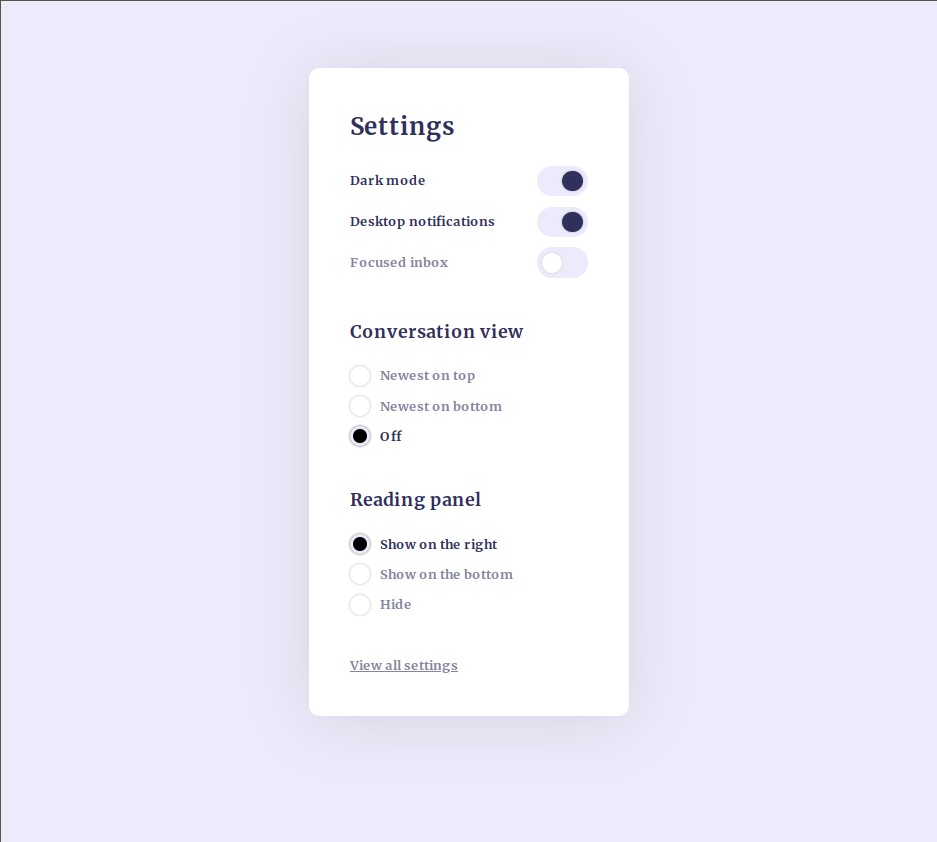 Settings
Dark mode
Desktop notifications
Focused inbox
Conversation view
Newest on top
Newest on bottom
Off
Reading panel
Show on the right
Show on the bottom
Hide
View all settings